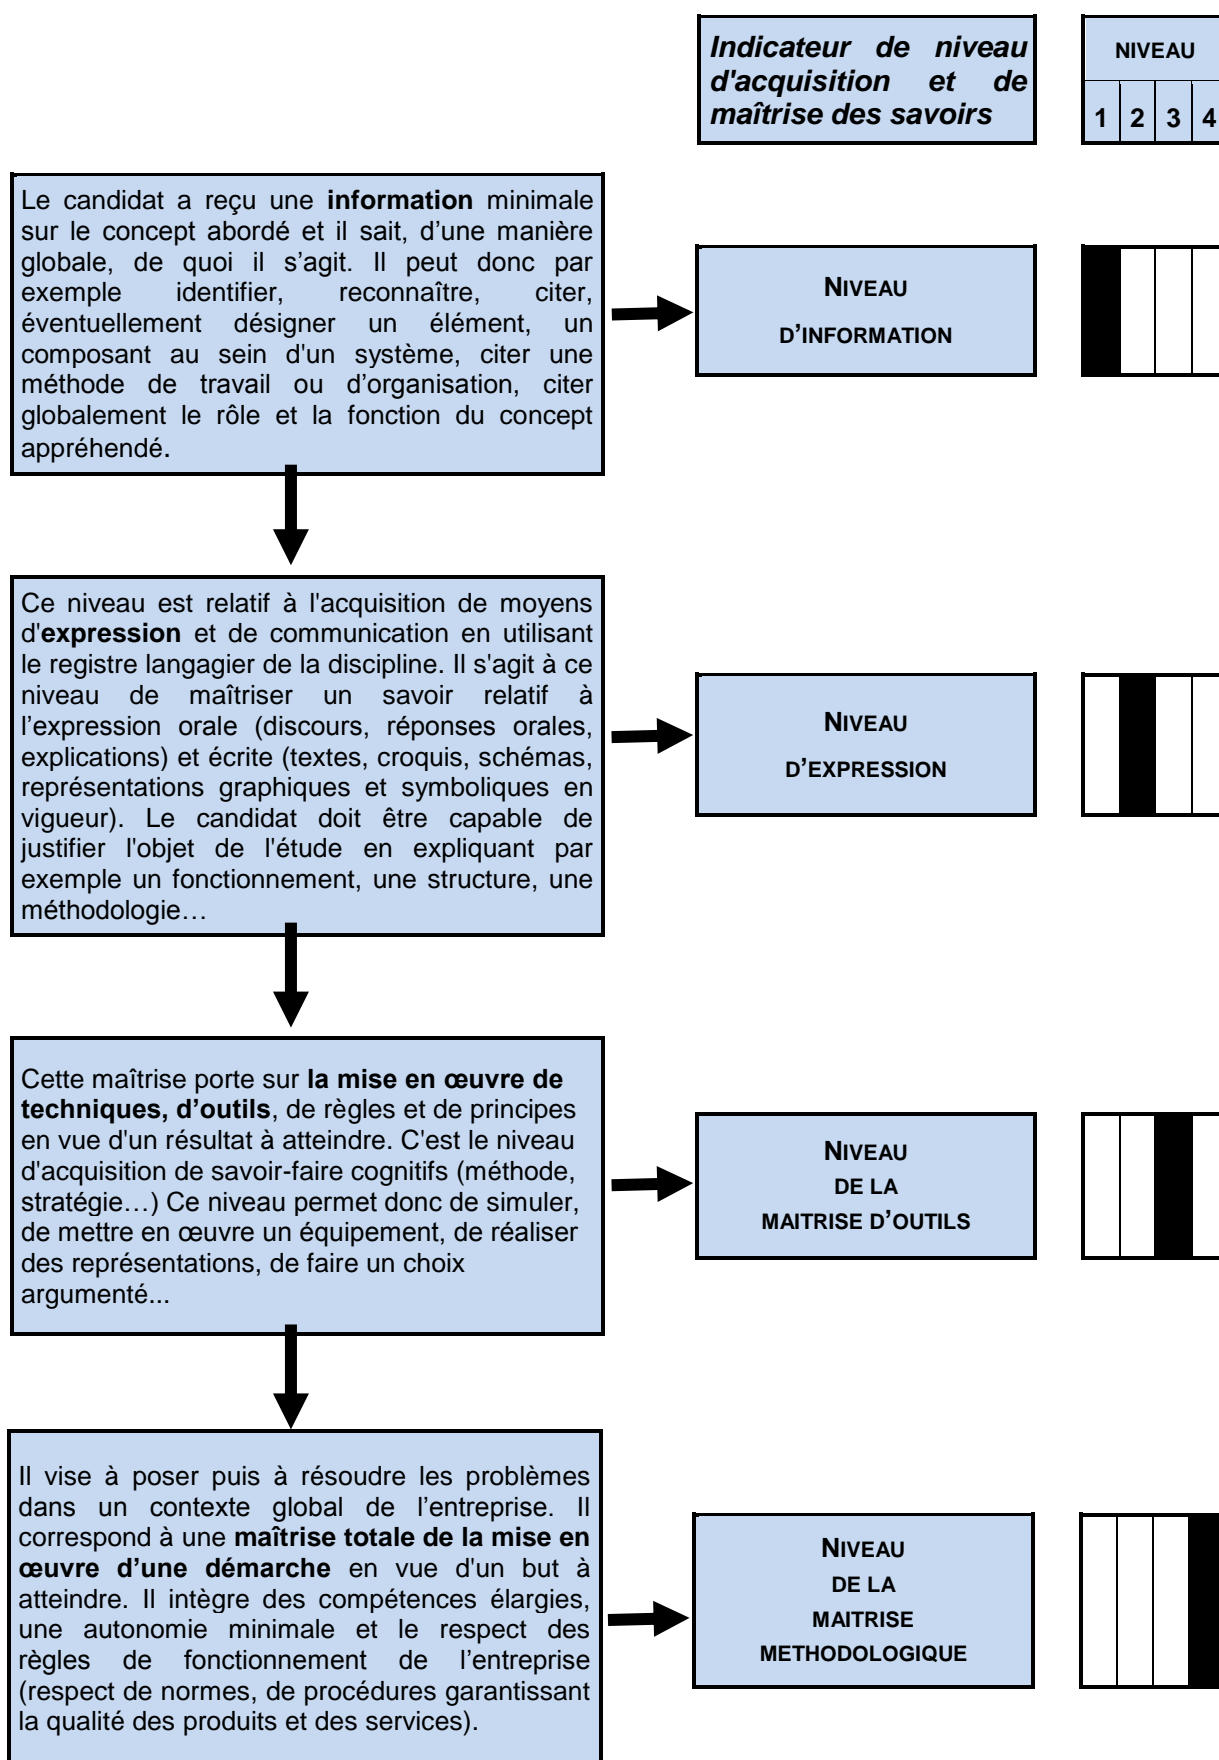 Indicateur de niveau
d'acquisition et de
maîtrise des savoirs
NIVEAU
1 2 3 4
Le candidat a reçu une information minimale
sur le concept abordé et il sait, d’une manière
globale, de quoi il s’agit. Il peut donc par
exemple identifier, reconnaître, citer,
éventuellement désigner un élément, un
composant au sein d'un système, citer une
méthode de travail ou d’organisation, citer
globalement le rôle et la fonction du concept
appréhendé.
NIVEAU
D’INFORMATION
Ce niveau est relatif à l'acquisition de moyens
d'expression et de communication en utilisant
le registre langagier de la discipline. Il s'agit à ce
niveau de maîtriser un savoir relatif à
l’expression orale (discours, réponses orales,
explications) et écrite (textes, croquis, schémas,
représentations graphiques et symboliques en
vigueur). Le candidat doit être capable de
justifier l'objet de l'étude en expliquant par
exemple un fonctionnement, une structure, une
méthodologie…
NIVEAU
D’EXPRESSION
Cette maîtrise porte sur la mise en œuvre de
techniques, d’outils, de règles et de principes
en vue d'un résultat à atteindre. C'est le niveau
d'acquisition de savoir-faire cognitifs (méthode,
stratégie…) Ce niveau permet donc de simuler,
de mettre en œuvre un équipement, de réaliser
des représentations, de faire un choix
argumenté...
NIVEAU
DE LA
MAITRISE D’OUTILS
Il vise à poser puis à résoudre les problèmes
dans un contexte global de l’entreprise. Il
correspond à une maîtrise totale de la mise en
œuvre d’une démarche en vue d'un but à
atteindre. Il intègre des compétences élargies,
une autonomie minimale et le respect des
règles de fonctionnement de l’entreprise
(respect de normes, de procédures garantissant
la qualité des produits et des services).
NIVEAU
DE LA
MAITRISE
METHODOLOGIQUE